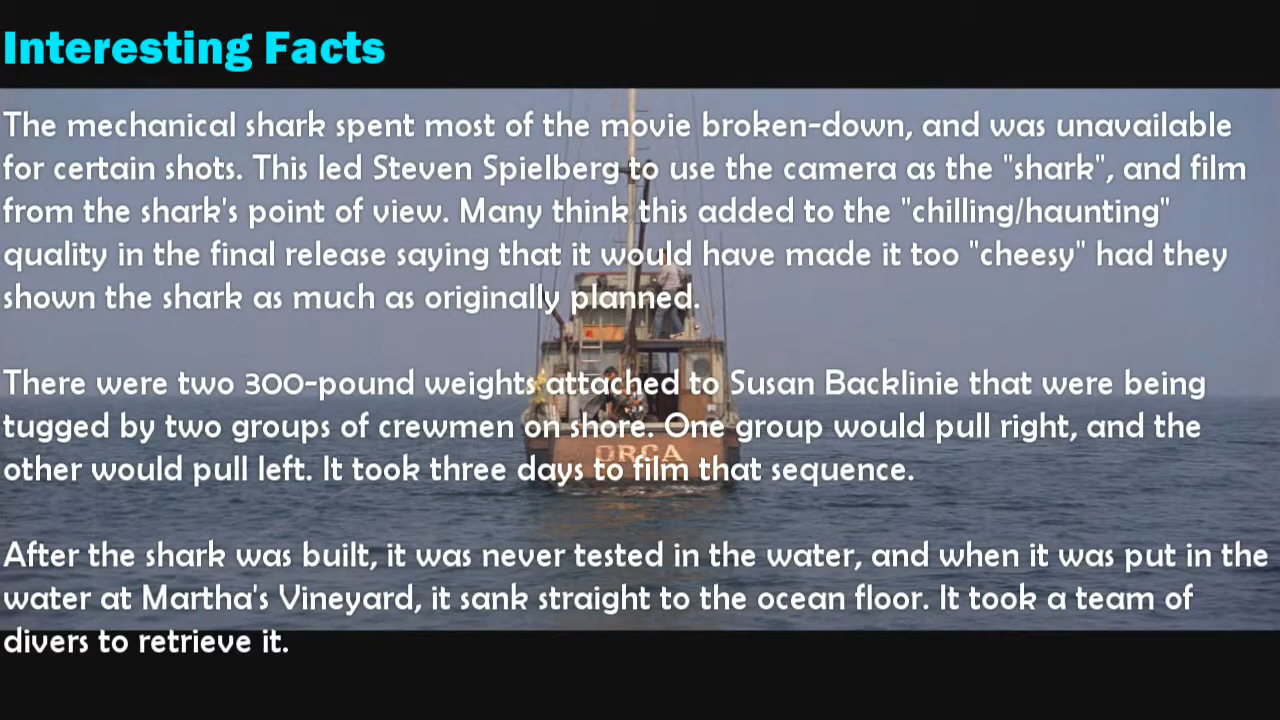 Interesting Facts
The mechanical shark spent most of the movie broken-down, and was unavailable
for certain shots. This led Steven Spielberg to use the camera as the "shark", and film
from the shark's point of view. Many think this added to the "chilling/haunting"
quality in the final release saying that it would have made it too "cheesy" had they
shown the shark as much as originally planned.
There were two 300-pound weights attached to Susan Backlinie that were being
tugged by two groups of crewmen on shore. One group would pull right, and the
ORCA
other would pull left. It took three days to film that sequence.
After the shark was built, it was never tested in the water, and when it was put in the
water at Martha's Vineyard, it sank straight to the ocean floor. It took a team of
divers to retrieve it.